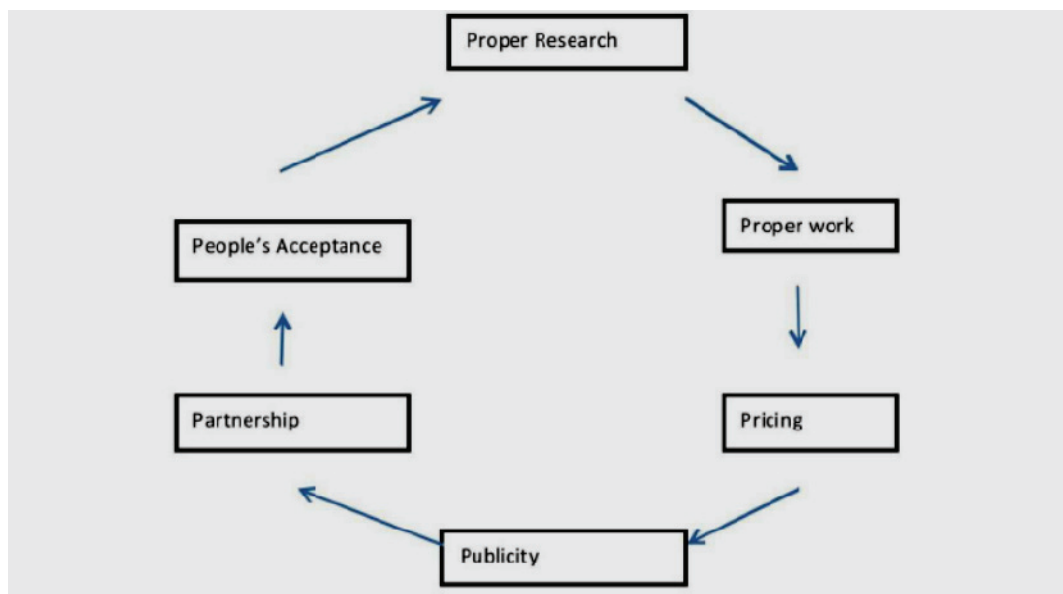 Proper Research
Proper work
Pricing
Publicity
Partnership
People's Acceptance